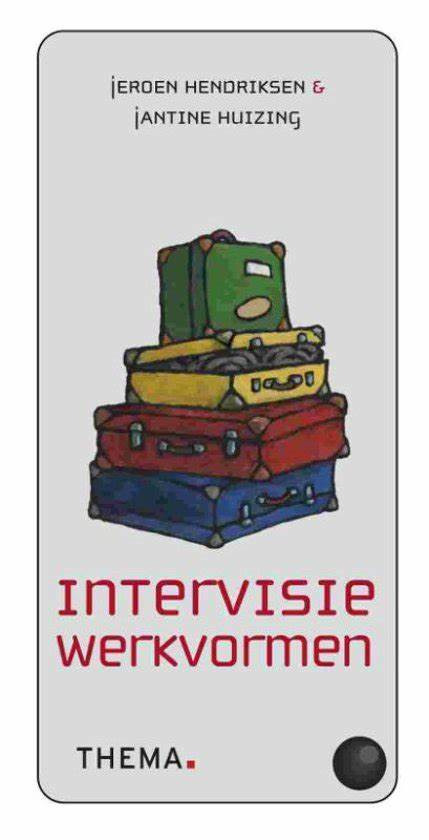 jEROEN HENDRIKSEN &
jANTINE HUIZING
INTERVISIE
werkvormen
THEMA.